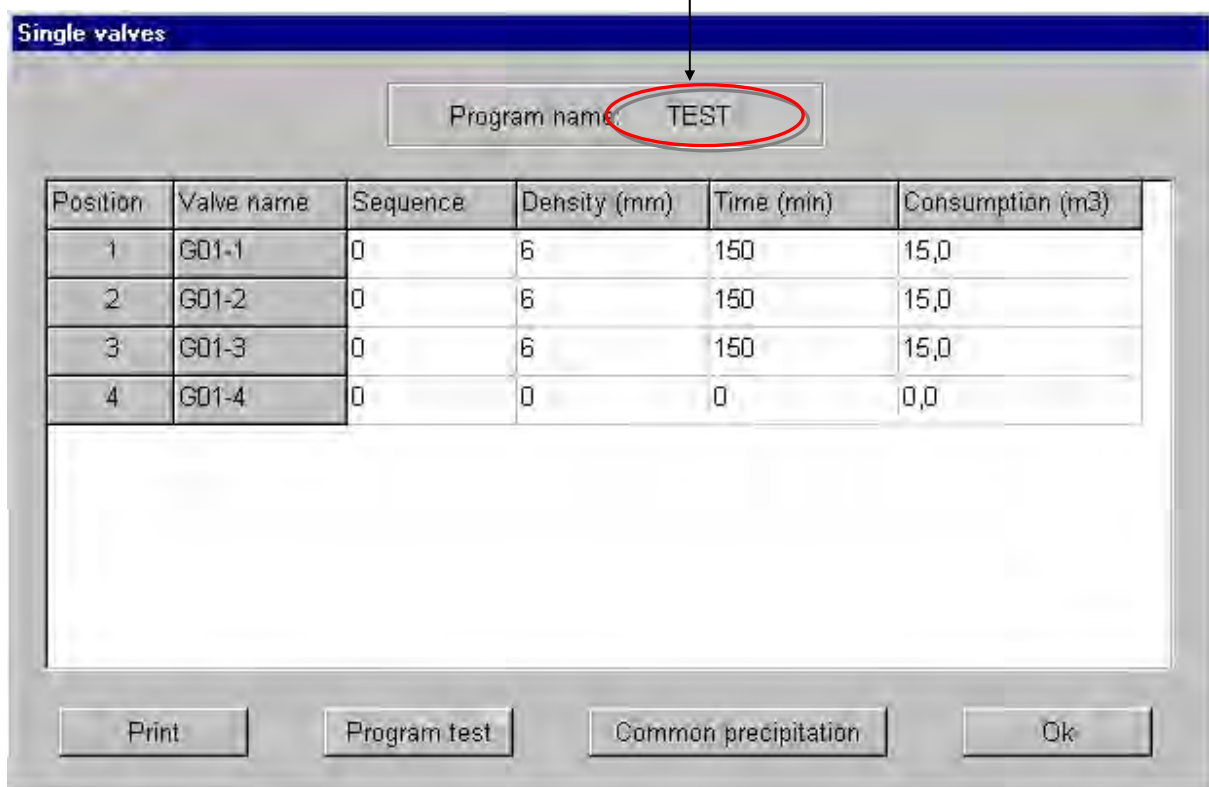 Single valves
Program name: TEST
Position Valve name Sequence Density (mm) Time (min) Consumption (m3)
1 G01-1 0 6 150 15,0
2 G01-2 0 6 150 15,0
3 G01-3 0 6 150 15,0
4 G01-4 0 0 0 0,0
Print Program test Common precipitation Ok